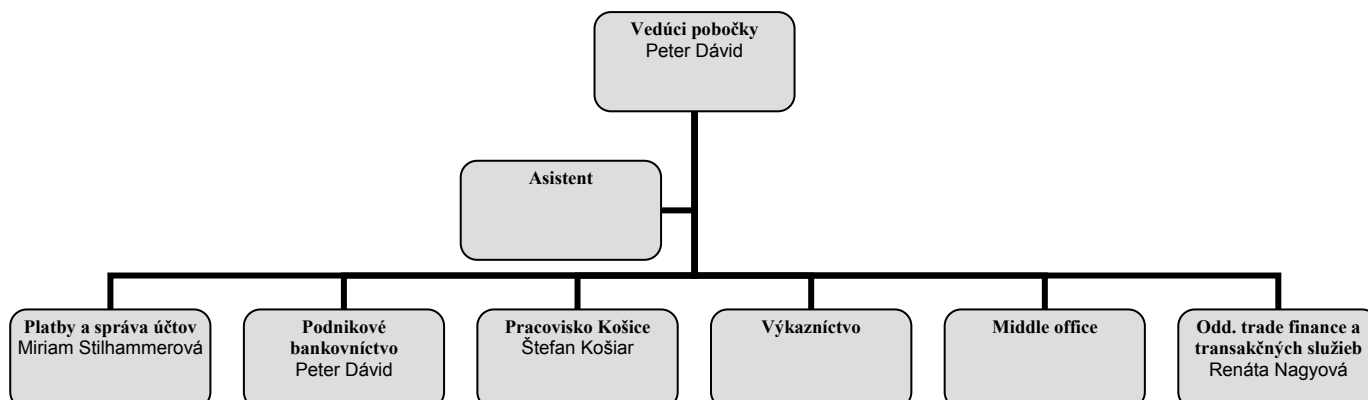 Vedúci pobočky
Peter Dávid
Asistent
Platby a správa účtov
Miriam Stilhammerová
Podnikové
bankovníctvo
Peter Dávid
Pracovisko Košice
Štefan Košiar
Výkazníctvo
Middle office
Odd. trade finance a
transakčných služieb
Renáta Nagyová